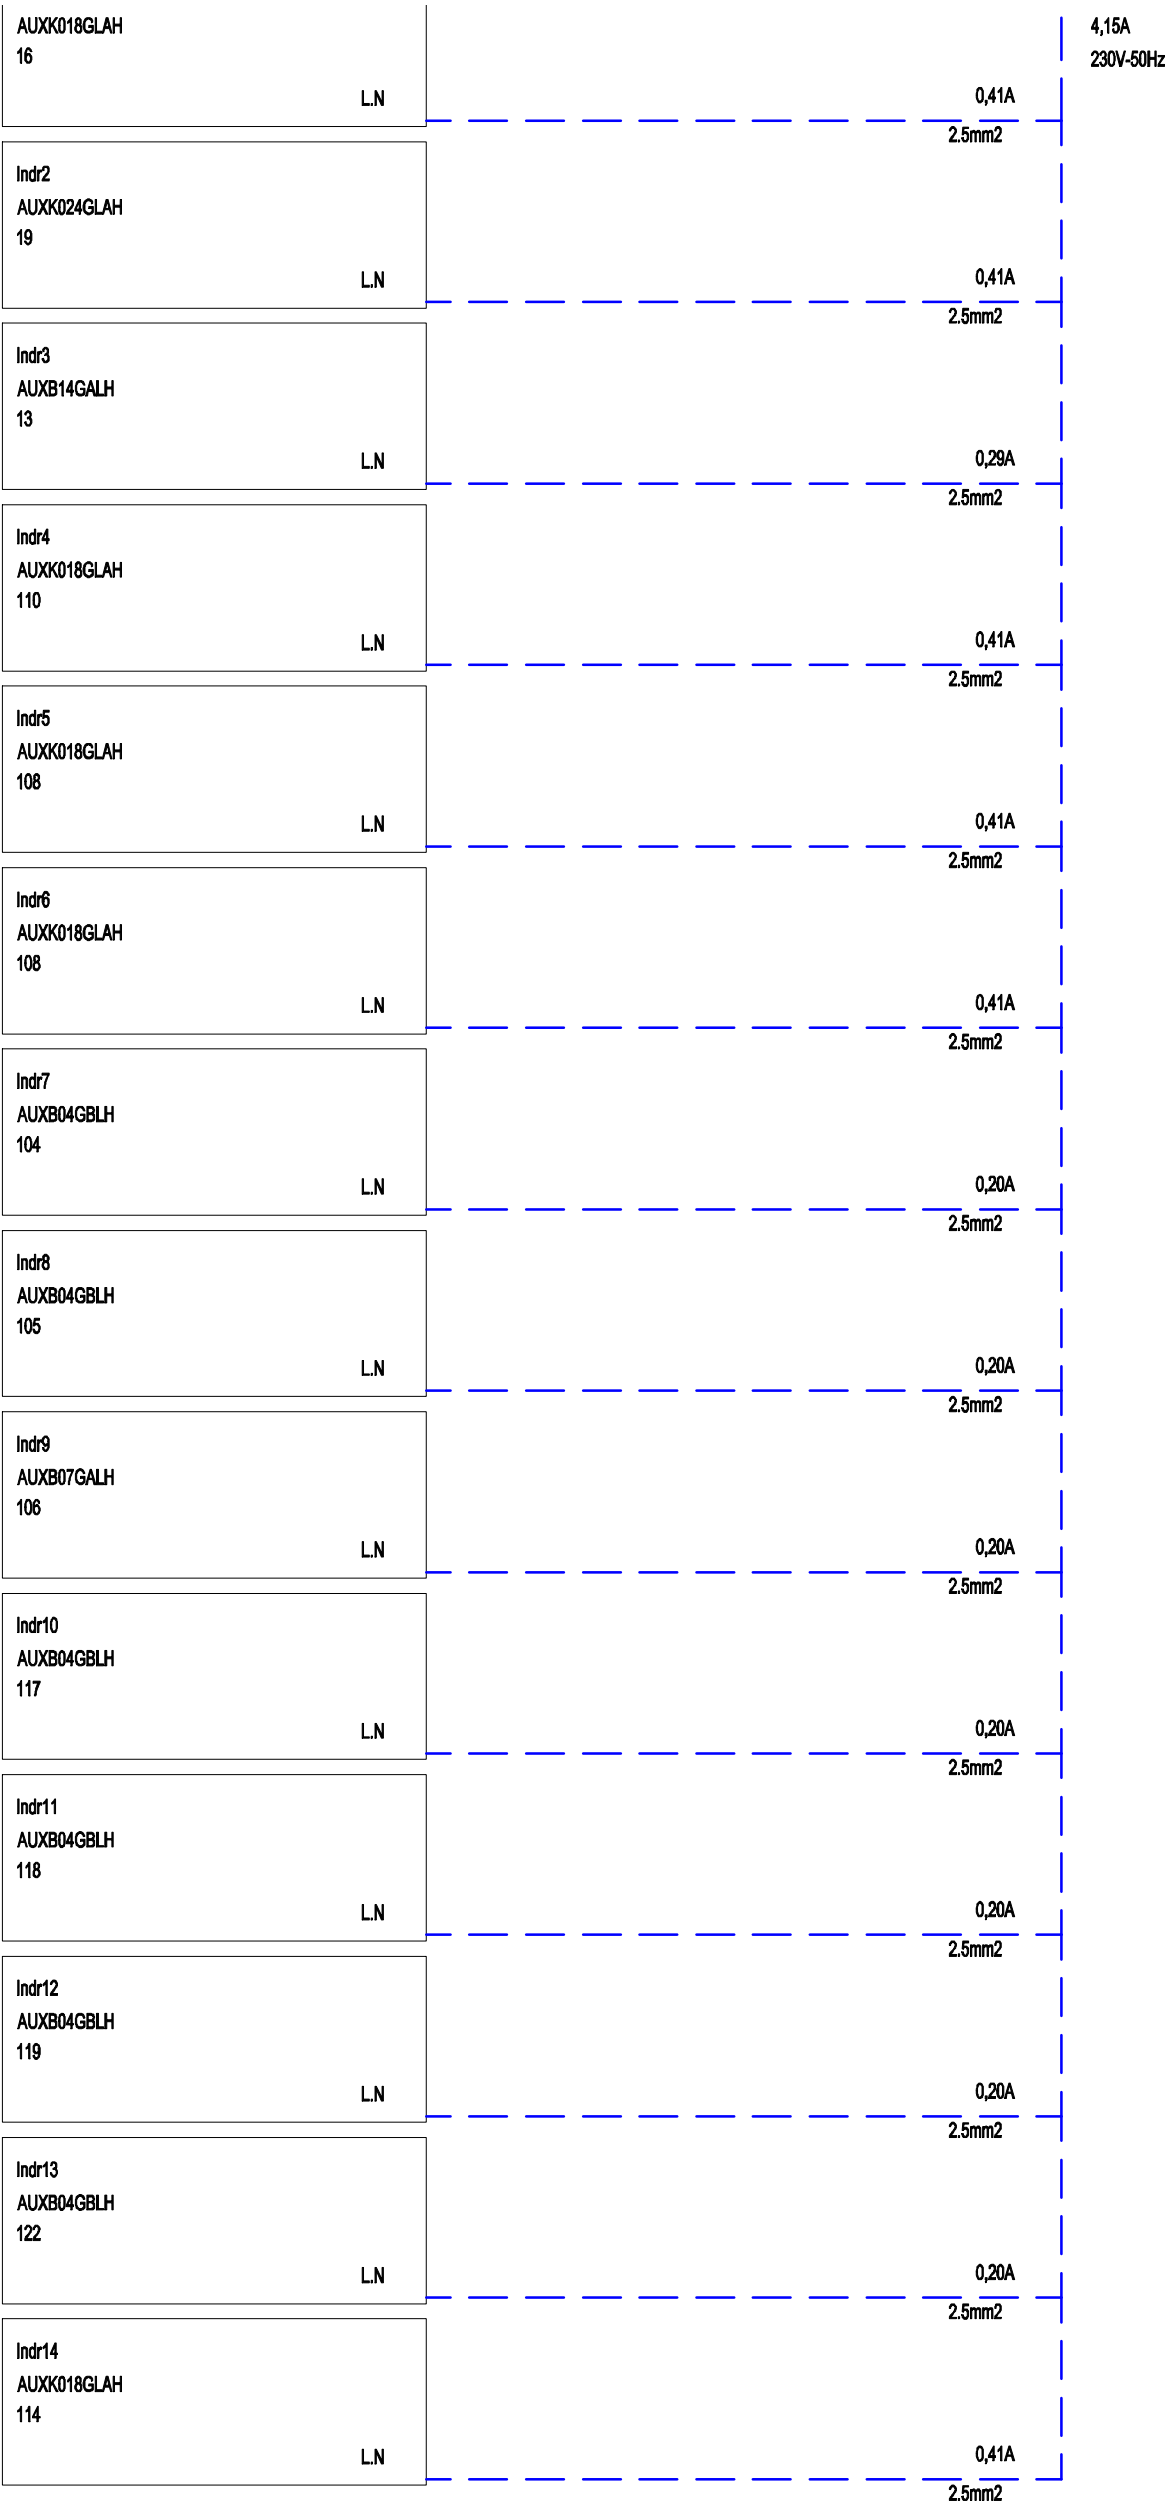 AUXK018GLAH
16
L.N
0,41A
2.5mm2
4,15A
230V-50Hz
Indr2
AUXK024GLAH
19
L.N
0,41A
2.5mm2
Indr3
AUXB14GALH
13
L.N
0,29A
2.5mm2
Indr4
AUXK018GLAH
110
L.N
0,41A
2.5mm2
Indr5
AUXK018GLAH
108
L.N
0,41A
2.5mm2
Indr6
AUXK018GLAH
108
L.N
0,41A
2.5mm2
Indr7
AUXB04GBLH
104
L.N
0,20A
2.5mm2
Indr8
AUXB04GBLH
105
L.N
0,20A
2.5mm2
Indr9
AUXB07GALH
106
L.N
0,20A
2.5mm2
Indr10
AUXB04GBLH
117
L.N
0,20A
2.5mm2
Indr11
AUXB04GBLH
118
L.N
0,20A
2.5mm2
Indr12
AUXB04GBLH
119
L.N
0,20A
2.5mm2
Indr13
AUXB04GBLH
122
L.N
0,20A
2.5mm2
Indr14
AUXK018GLAH
114
L.N
0,41A
2.5mm2